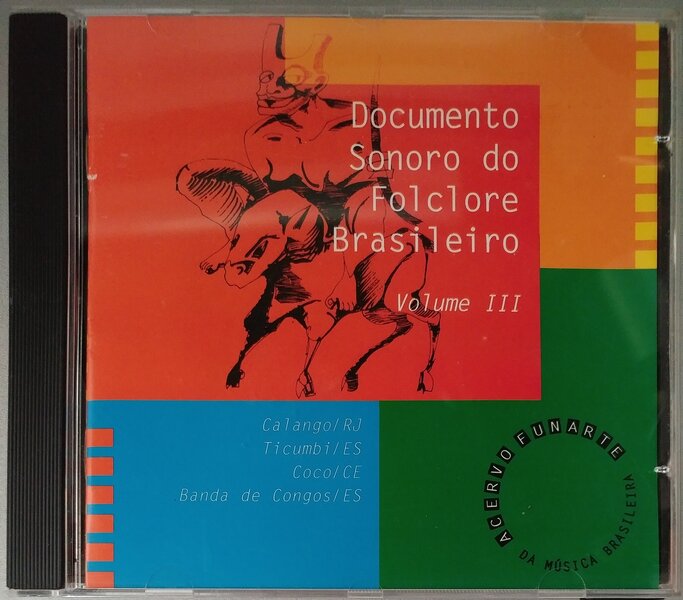 Documento
Sonoro do
Folclore
Brasileiro
Volume III
Calango/RJ
Ticumbi/ES
Coco/CE
Banda de Congos/ES
ACERVO FUNARTE
DA MÚSICA BRASILEIRA